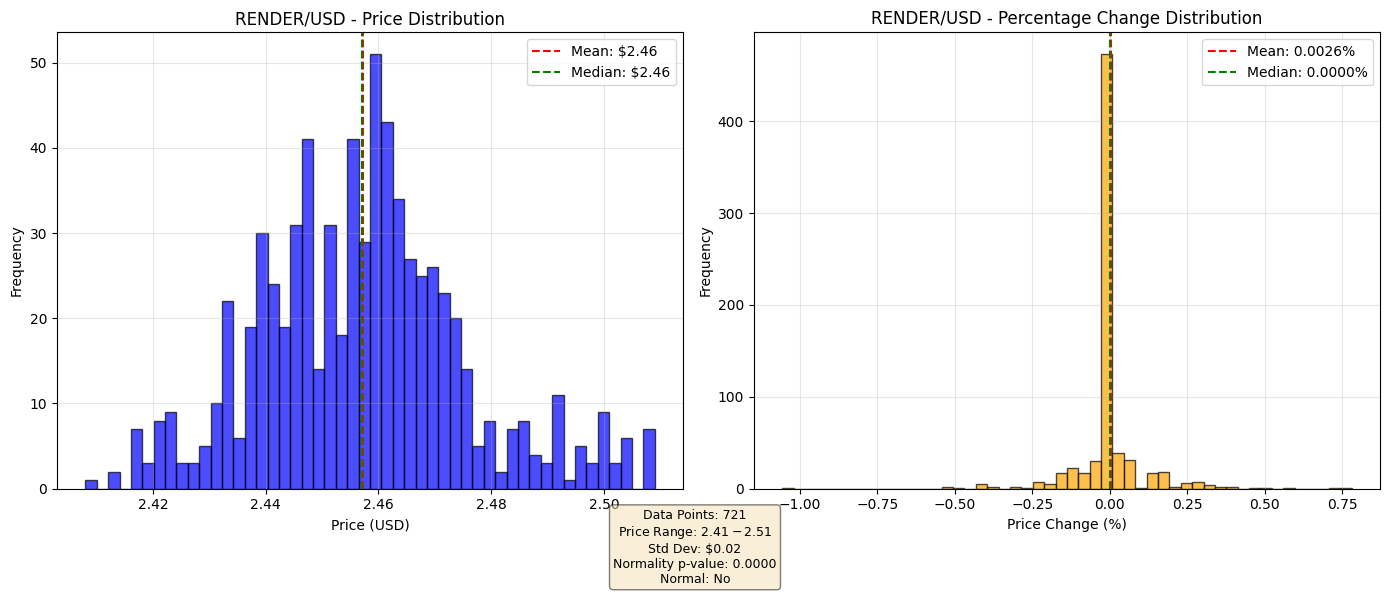 RENDER/USD - Price Distribution
Mean: $2.46
Median: $2.46
Frequency
50
40
30
20
10
0
2.42
2.44
2.46
2.48
2.50
Price (USD)
RENDER/USD - Percentage Change Distribution
Mean: 0.0026%
Median: 0.0000%
Frequency
400
300
200
100
0
−1.00
−0.75
−0.50
−0.25
0.00
0.25
0.50
0.75
Price Change (%)
Data Points: 721
Price Range: 2.41 − 2.51
Std Dev: $0.02
Normality p-value: 0.0000
Normal: No